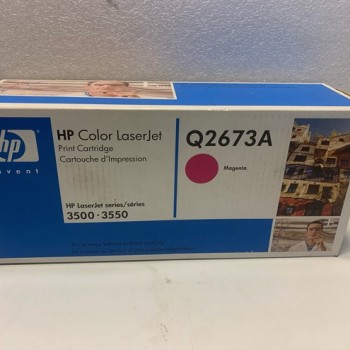 hp
invent
HP Color LaserJet
Print Cartridge
Cartouche d'Impression
HP LaserJet series/séries
3500 · 3550
Q2673A
Magenta